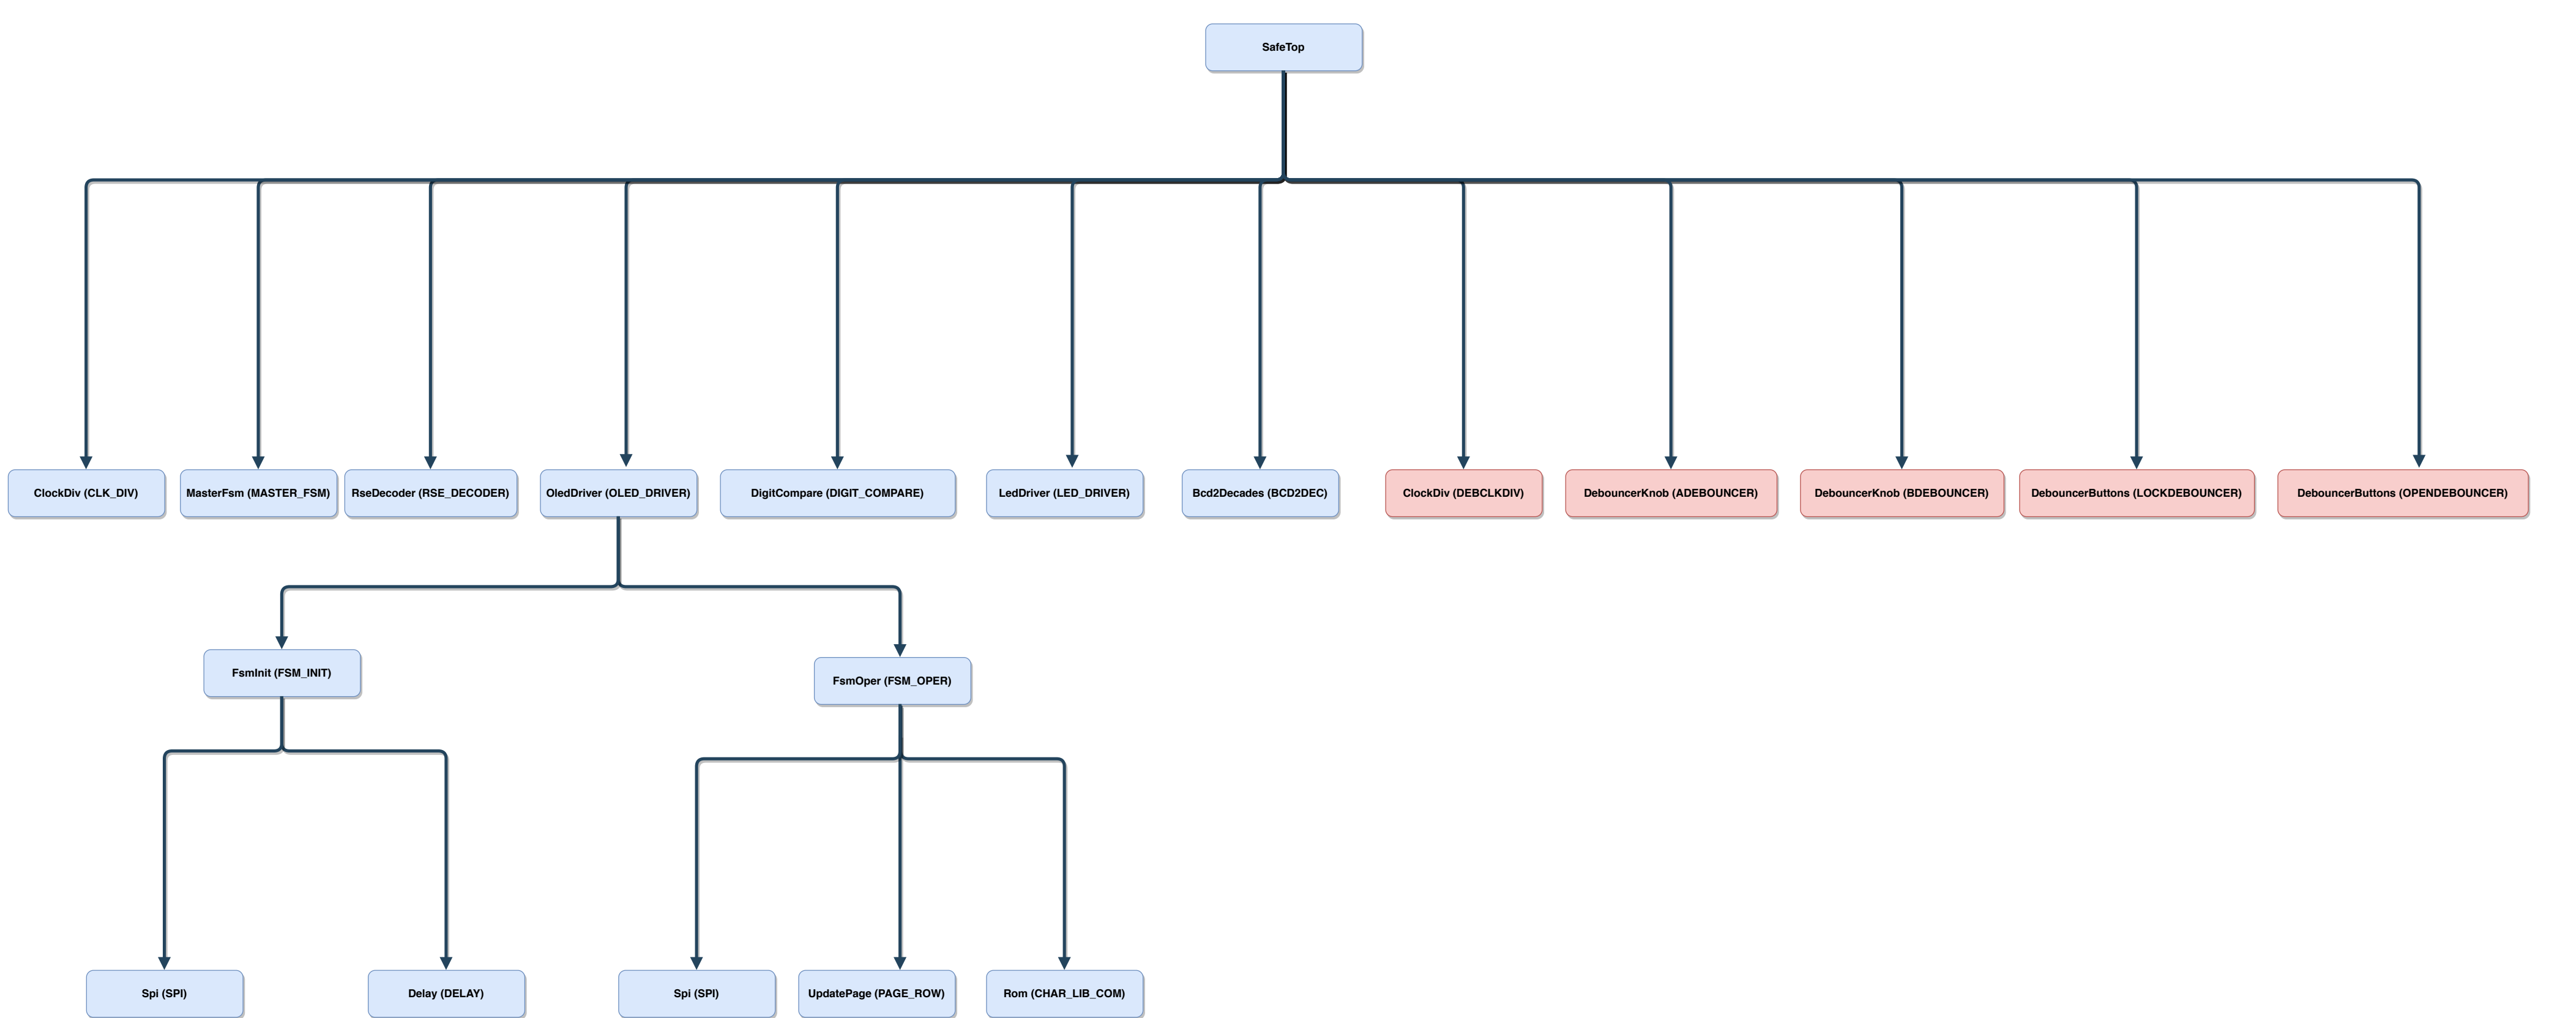 SafeTop
ClockDiv (CLK_DIV)
MasterFsm (MASTER_FSM)
RseDecoder (RSE_DECODER)
OledDriver (OLED_DRIVER)
DigitCompare (DIGIT_COMPARE)
LedDriver (LED_DRIVER)
Bcd2Decades (BCD2DEC)
ClockDiv (DEBCLKDIV)
DebouncerKnob (ADEBOUNCER)
DebouncerKnob (BDEBOUNCER)
DebouncerButtons (LOCKDEBOUNCER)
DebouncerButtons (OPENDEBOUNCER)
FsmInit (FSM_INIT)
FsmOper (FSM_OPER)
Spi (SPI)
Delay (DELAY)
Spi (SPI)
UpdatePage (PAGE_ROW)
Rom (CHAR_LIB_COM)